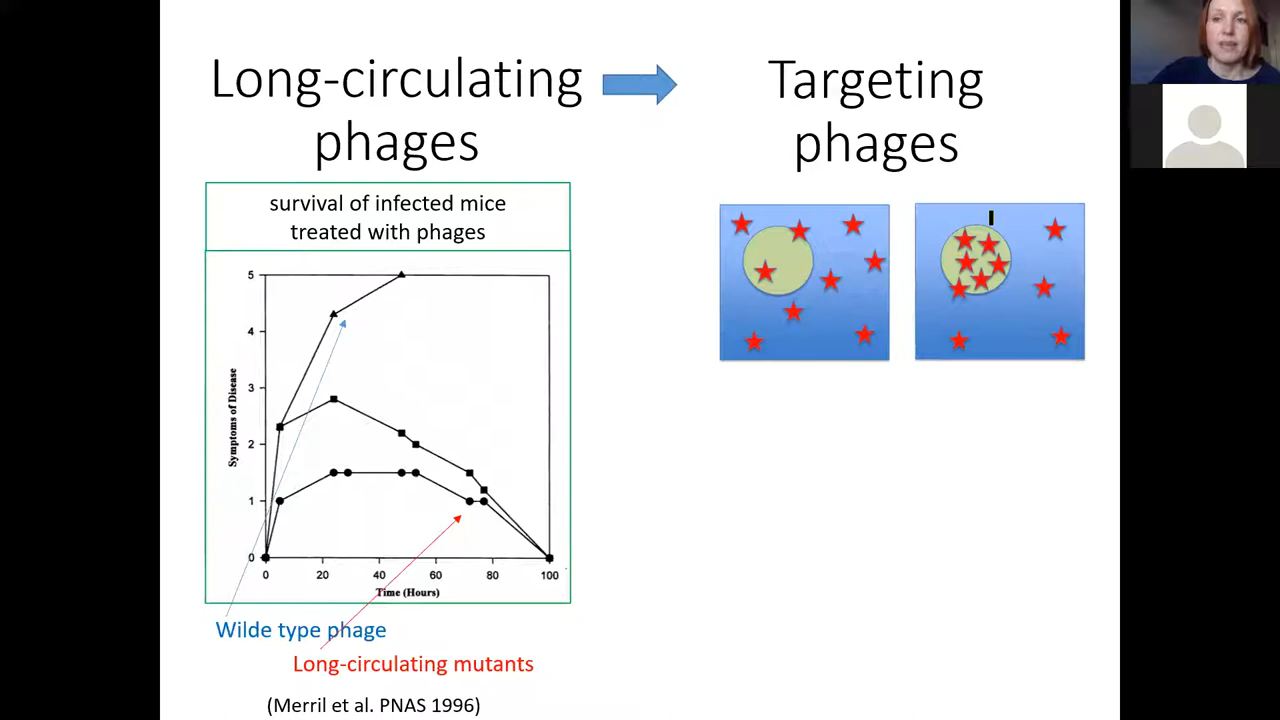 Long-circulating
phages
Targeting
phages
survival of infected mice
treated with phages
5
4
3
2
1
0
Symptoms of Disease
0 20 40 60 80 100
Time (Hours)
Wilde type phage
Long-circulating mutants
(Merril et al. PNAS 1996)